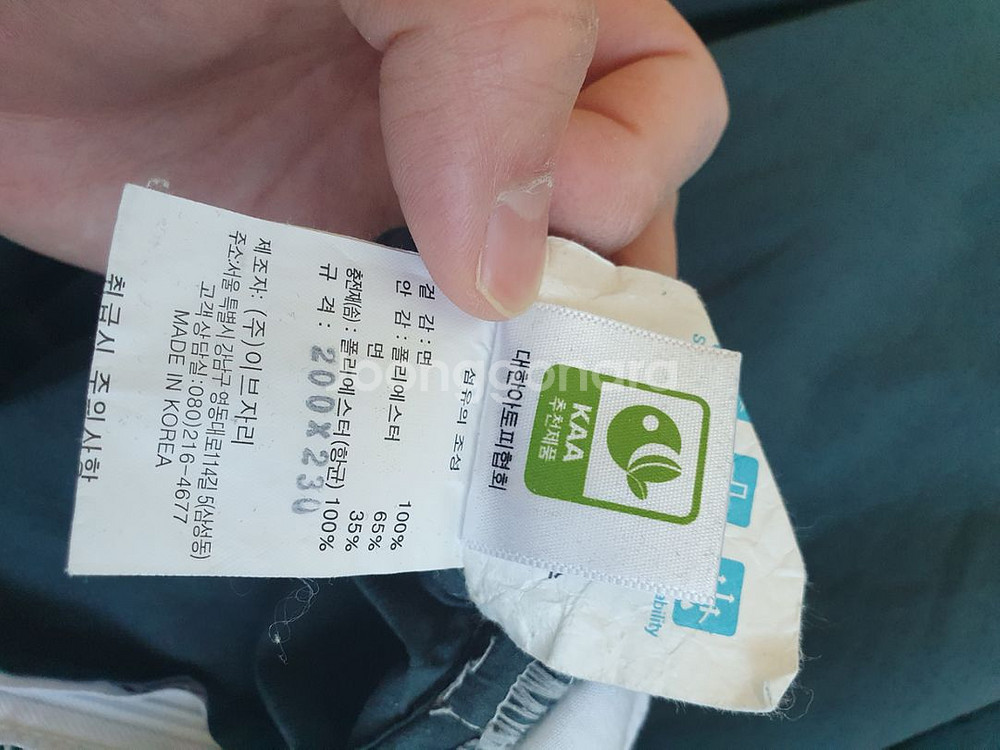 대한아토피협회
KAA
추천제품
섬유의 조성
겉 감 : 면 100%
안 감 : 폴리에스터 65%
면 35%
충전재(솜) : 폴리에스터(항균) 100%
규 격 : 200X230
제조자: (주)이브자리
주소:서울특별시 강남구 영동대로114길 5(삼성동)
고객상담실:080)216-4677
MADE IN KOREA
취급시 주의사항
ability
joonggonara